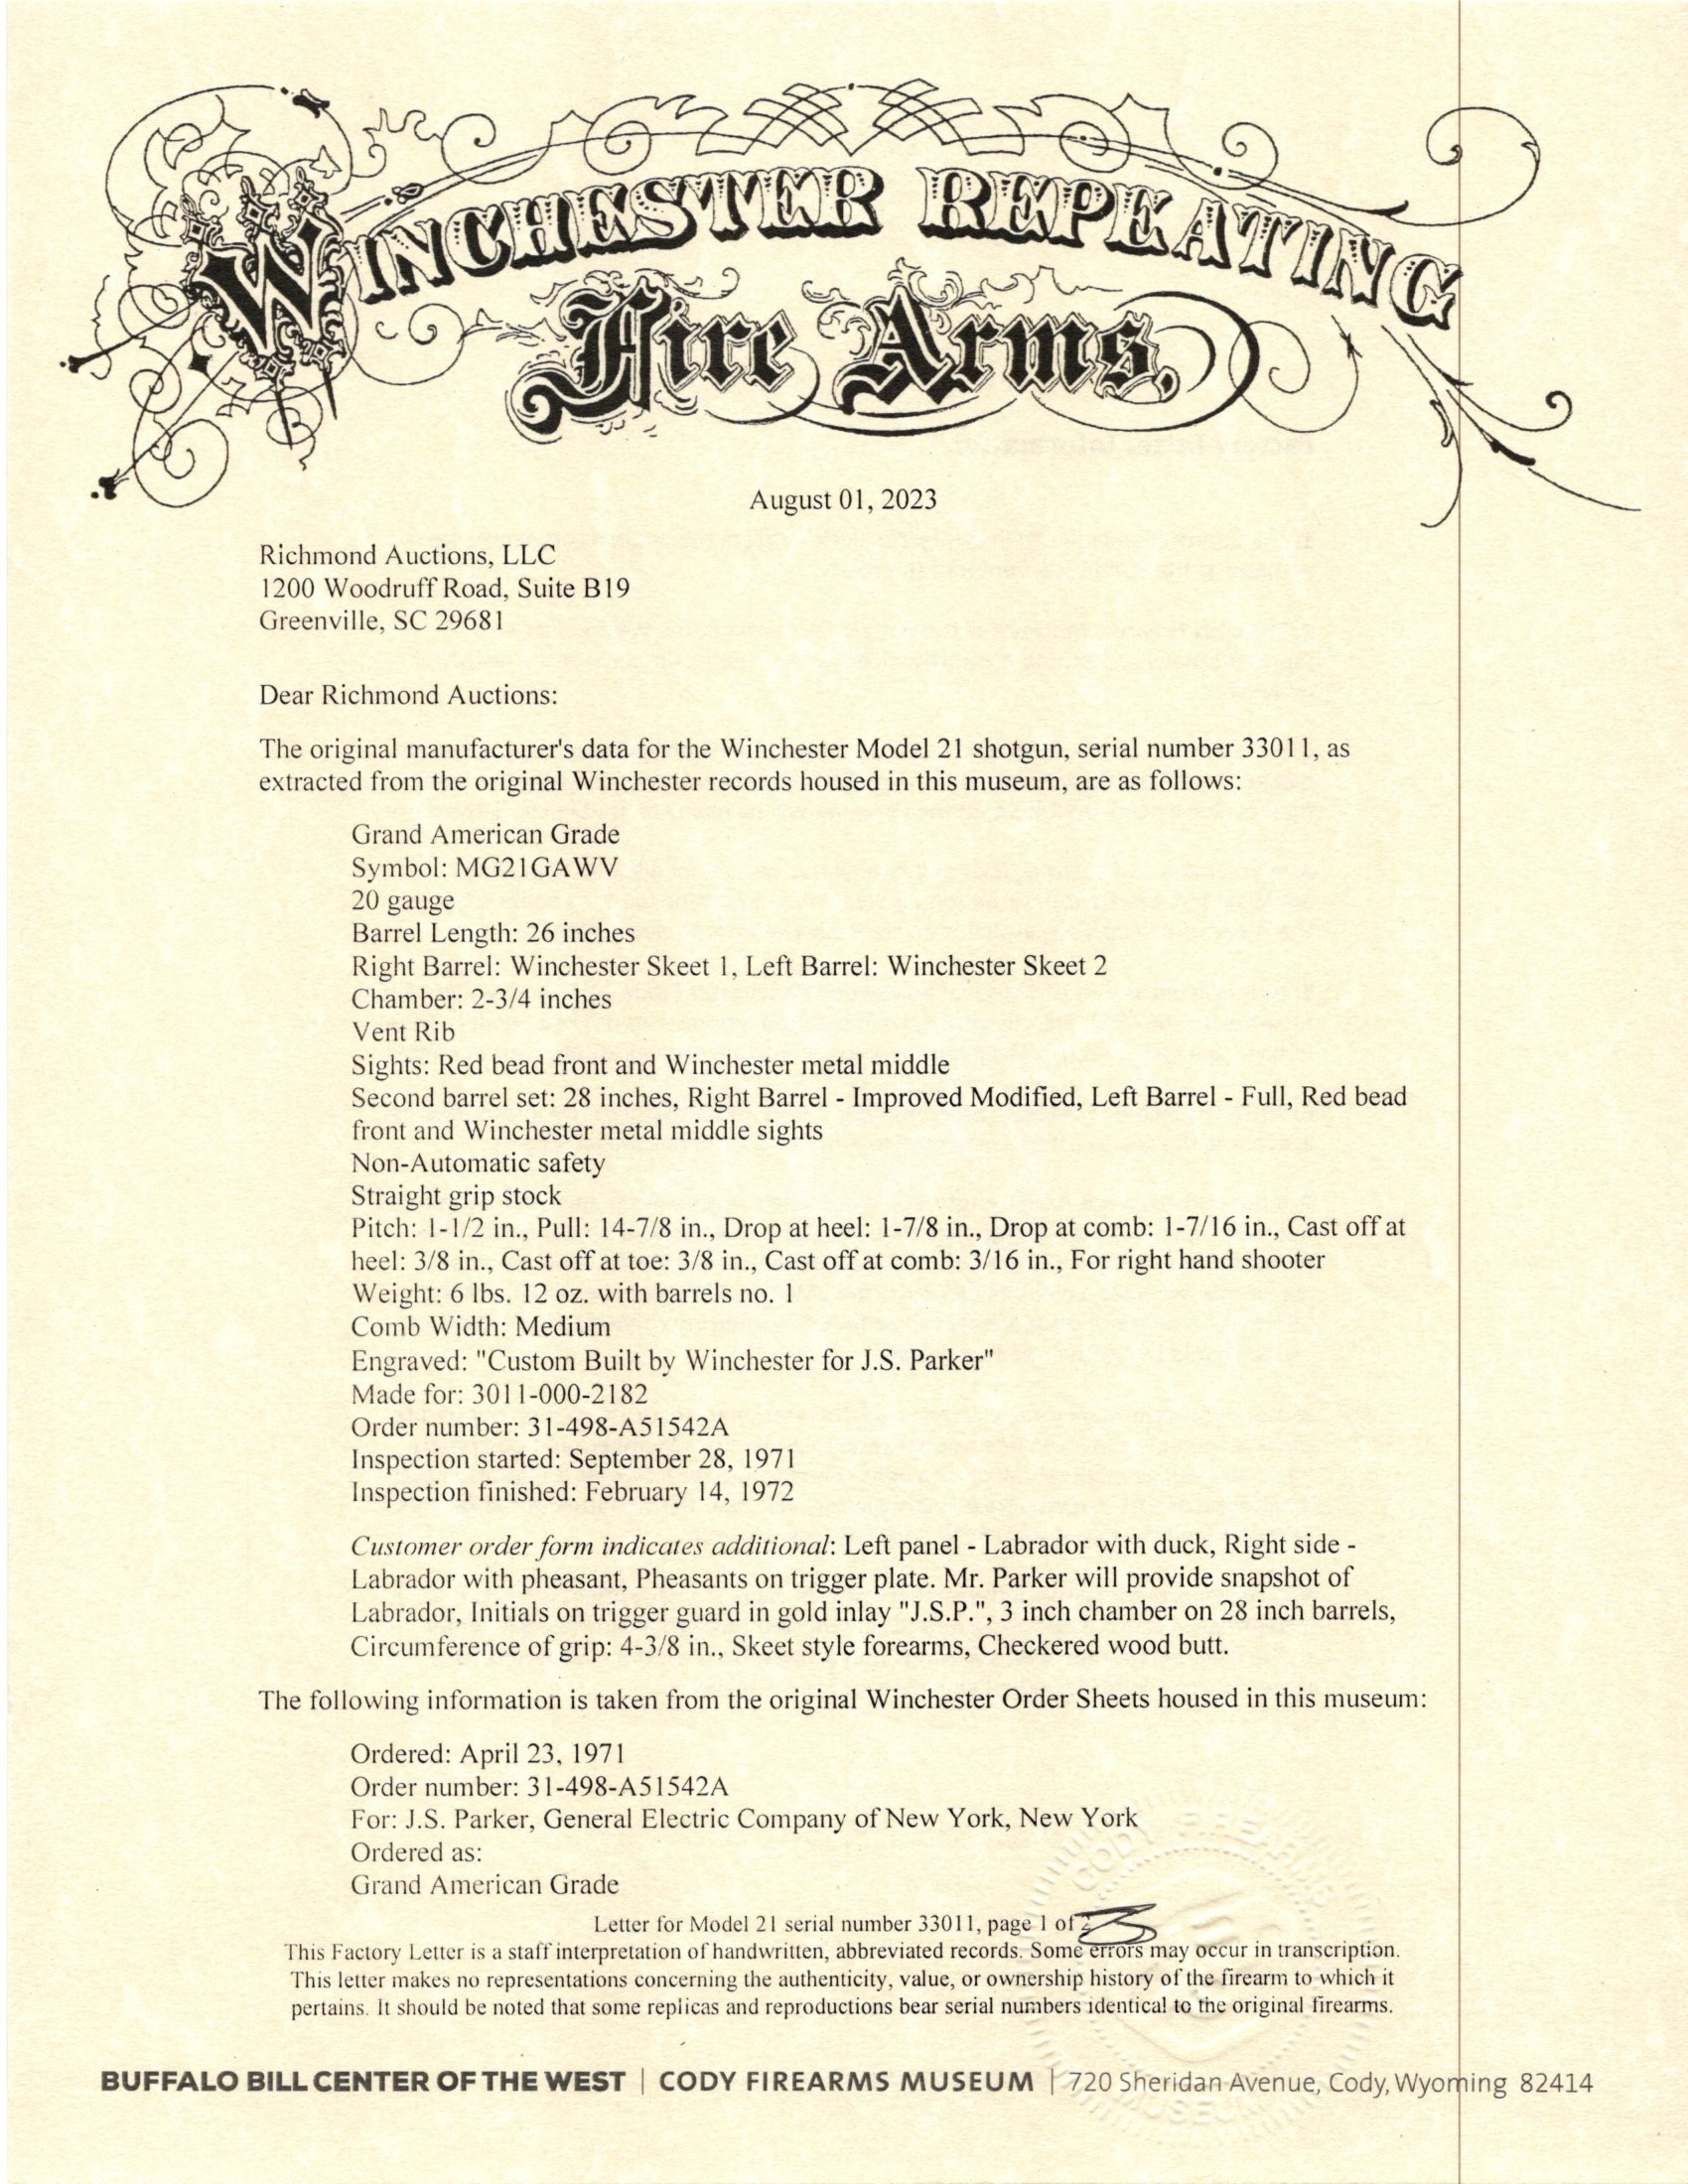 WINCHESTER REPEATING
Fire Arms,
August 01, 2023
Richmond Auctions, LLC
1200 Woodruff Road, Suite B19
Greenville, SC 29681
Dear Richmond Auctions:
The original manufacturer's data for the Winchester Model 21 shotgun, serial number 33011, as
extracted from the original Winchester records housed in this museum, are as follows:
Grand American Grade
Symbol: MG21GAWV
20 gauge
Barrel Length: 26 inches
Right Barrel: Winchester Skeet 1, Left Barrel: Winchester Skeet 2
Chamber: 2-3/4 inches
Vent Rib
Sights: Red bead front and Winchester metal middle
Second barrel set: 28 inches, Right Barrel - Improved Modified, Left Barrel - Full, Red bead
front and Winchester metal middle sights
Non-Automatic safety
Straight grip stock
Pitch: 1-1/2 in., Pull: 14-7/8 in., Drop at heel: 1-7/8 in., Drop at comb: 1-7/16 in., Cast off at
heel: 3/8 in., Cast off at toe: 3/8 in., Cast off at comb: 3/16 in., For right hand shooter
Weight: 6 lbs. 12 oz. with barrels no. 1
Comb Width: Medium
Engraved: "Custom Built by Winchester for J.S. Parker"
Made for: 3011-000-2182
Order number: 31-498-A51542A
Inspection started: September 28, 1971
Inspection finished: February 14, 1972
Customer order form indicates additional: Left panel - Labrador with duck, Right side -
Labrador with pheasant, Pheasants on trigger plate. Mr. Parker will provide snapshot of
Labrador, Initials on trigger guard in gold inlay "J.S.P.", 3 inch chamber on 28 inch barrels,
Circumference of grip: 4-3/8 in., Skeet style forearms, Checkered wood butt.
The following information is taken from the original Winchester Order Sheets housed in this museum:
Ordered: April 23, 1971
Order number: 31-498-A51542A
For: J.S. Parker, General Electric Company of New York, New York
Ordered as:
Grand American Grade
Letter for Model 21 serial number 33011, page 1 of 3
This Factory Letter is a staff interpretation of handwritten, abbreviated records. Some errors may occur in transcription.
This letter makes no representations concerning the authenticity, value, or ownership history of the firearm to which it
pertains. It should be noted that some replicas and reproductions bear serial numbers identical to the original firearms.
CODY FIREARMS
MUSEUM
BUFFALO BILL CENTER OF THE WEST | CODY FIREARMS MUSEUM | 720 Sheridan Avenue, Cody, Wyoming 82414